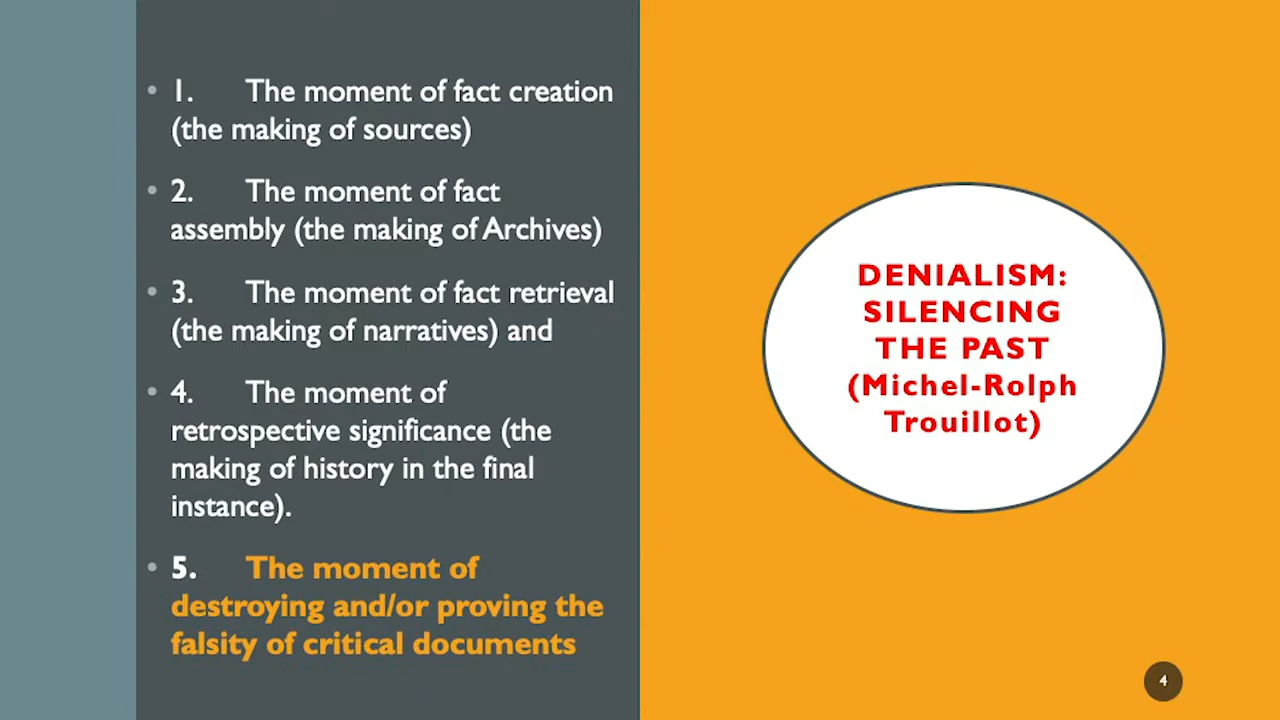 • 1. The moment of fact creation
(the making of sources)
• 2. The moment of fact
assembly (the making of Archives)
• 3. The moment of fact retrieval
(the making of narratives) and
• 4. The moment of
retrospective significance (the
making of history in the final
instance).
• 5. The moment of
destroying and/or proving the
falsity of critical documents
DENIALISM:
SILENCING
THE PAST
(Michel-Rolph
Trouillot)
4